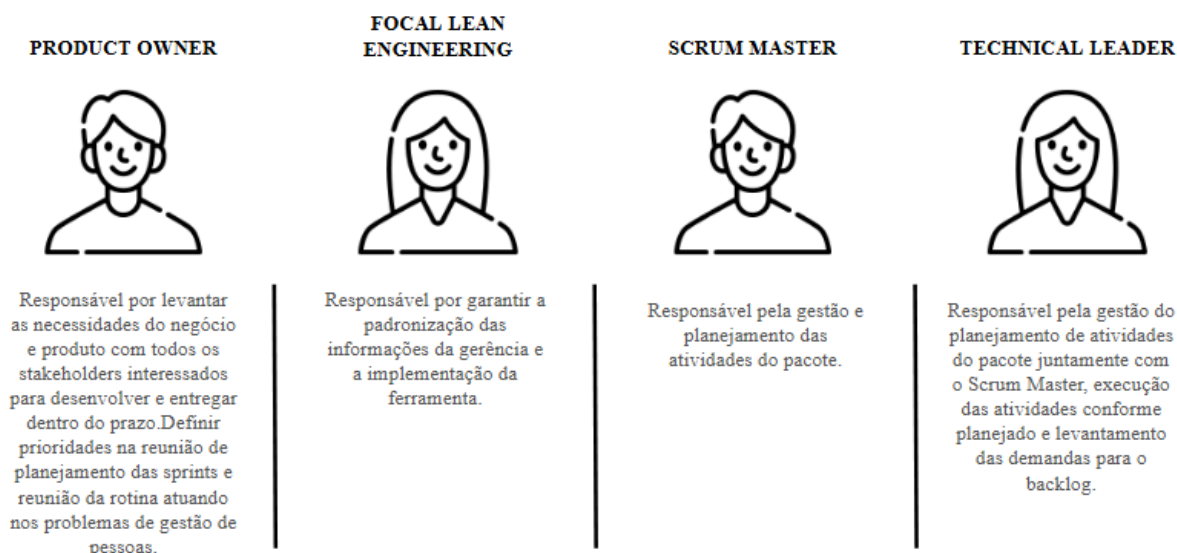 PRODUCT OWNER
Responsável por levantar
as necessidades do negócio
e produto com todos os
stakeholders interessados
para desenvolver e entregar
dentro do prazo.Definir
prioridades na reunião de
planejamento das sprints e
reunião da rotina atuando
nos problemas de gestão de
pessoas.
FOCAL LEAN
ENGINEERING
Responsável por garantir a
padronização das
informações da gerência e
a implementação da
ferramenta.
SCRUM MASTER
Responsável pela gestão e
planejamento das
atividades do pacote.
TECHNICAL LEADER
Responsável pela gestão do
planejamento de atividades
do pacote juntamente com
o Scrum Master, execução
das atividades conforme
planejado e levantamento
das demandas para o
backlog.